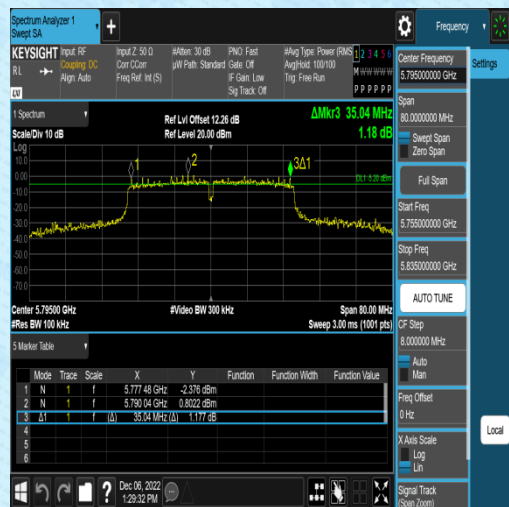 Spectrum Analyzer 1
Swept SA
Frequency
KEYSIGHT
RL
Input: RF
Coupling: DC
Align: Auto
Input Z: 50 Ω
Corr CCorr
Freq Ref: Int (S)
#Atten: 30 dB
µW Path: Standard
PNO: Fast
Gate: Off
IF Gain: Low
Sig Track: Off
#Avg Type: Power (RMS
Avg|Hold: 100/100
Trig: Free Run
1 2 3 4 5 6
M W W W W W
P P P P P P
1 Spectrum
Scale/Div 10 dB
Ref Lvl Offset 12.26 dB
Ref Level 20.00 dBm
ΔMkr3 35.04 MHz
1.18 dB
Log
10.0
0.00
-10.0
-20.0
-30.0
-40.0
-50.0
-60.0
-70.0
1
2
3Δ1
DL1 -5.20 dBm
Center 5.79500 GHz
#Res BW 100 kHz
#Video BW 300 kHz
Span 80.00 MHz
Sweep 3.00 ms (1001 pts)
5 Marker Table
Mode Trace Scale X Y Function Function Width Function Value
1 N 1 f 5.777 48 GHz -2.376 dBm
2 N 1 f 5.790 04 GHz 0.8022 dBm
3 Δ1 1 f (Δ) 35.04 MHz (Δ) 1.177 dB
4
5
6
Dec 06, 2022
1:29:32 PM
Center Frequency
5.795000000 GHz
Span
80.0000000 MHz
Swept Span
Zero Span
Full Span
Start Freq
5.755000000 GHz
Stop Freq
5.835000000 GHz
AUTO TUNE
CF Step
8.000000 MHz
Auto
Man
Freq Offset
0 Hz
X Axis Scale
Log
Lin
Signal Track
(Span Zoom)
Settings
Local